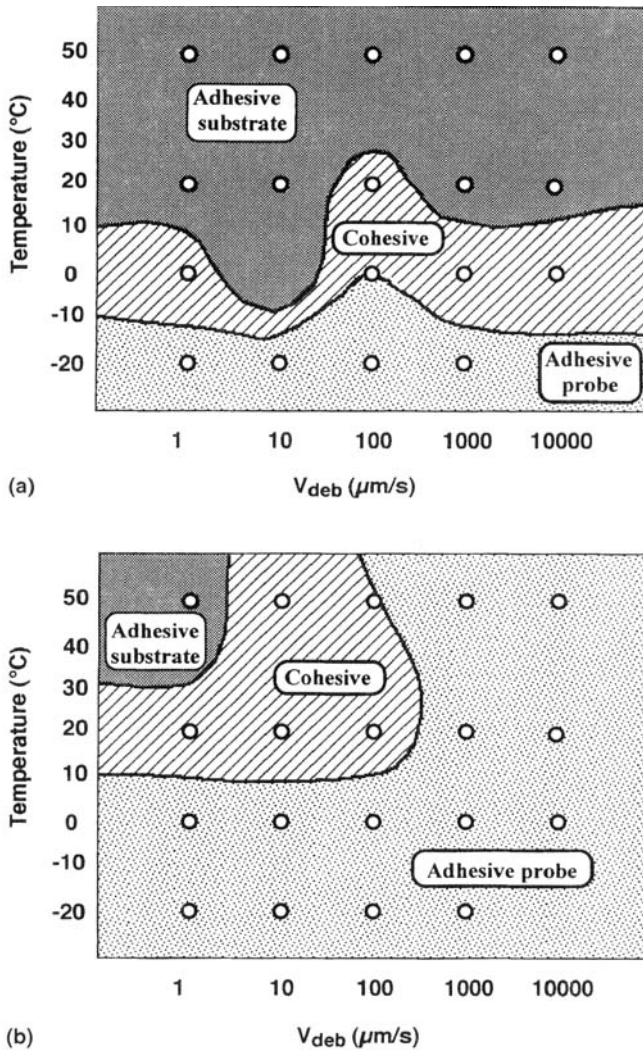 Temperature (°C)
50
40
30
20
10
0
-10
-20
Adhesive
substrate
Cohesive
Adhesive
probe
1 10 100 1000 10000
(a)
V_deb (µm/s)
Temperature (°C)
50
40
30
20
10
0
-10
-20
Adhesive
substrate
Cohesive
Adhesive probe
1 10 100 1000 10000
(b)
V_deb (µm/s)